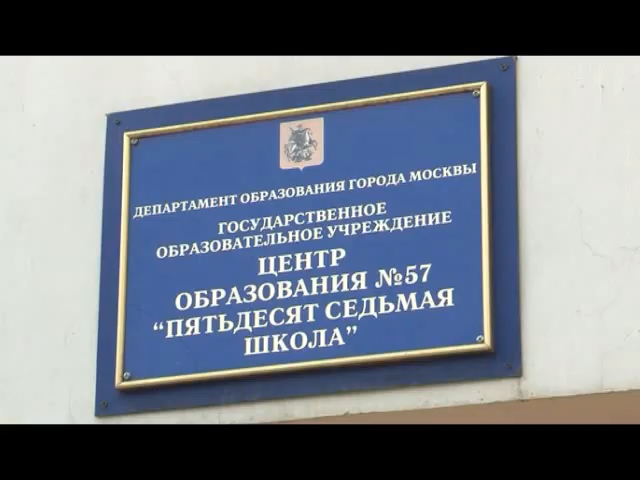 ДЕПАРТАМЕНТ ОБРАЗОВАНИЯ ГОРОДА МОСКВЫ
ГОСУДАРСТВЕННОЕ
ОБРАЗОВАТЕЛЬНОЕ УЧРЕЖДЕНИЕ
ЦЕНТР
ОБРАЗОВАНИЯ №57
“ПЯТЬДЕСЯТ СЕДЬМАЯ
ШКОЛА”